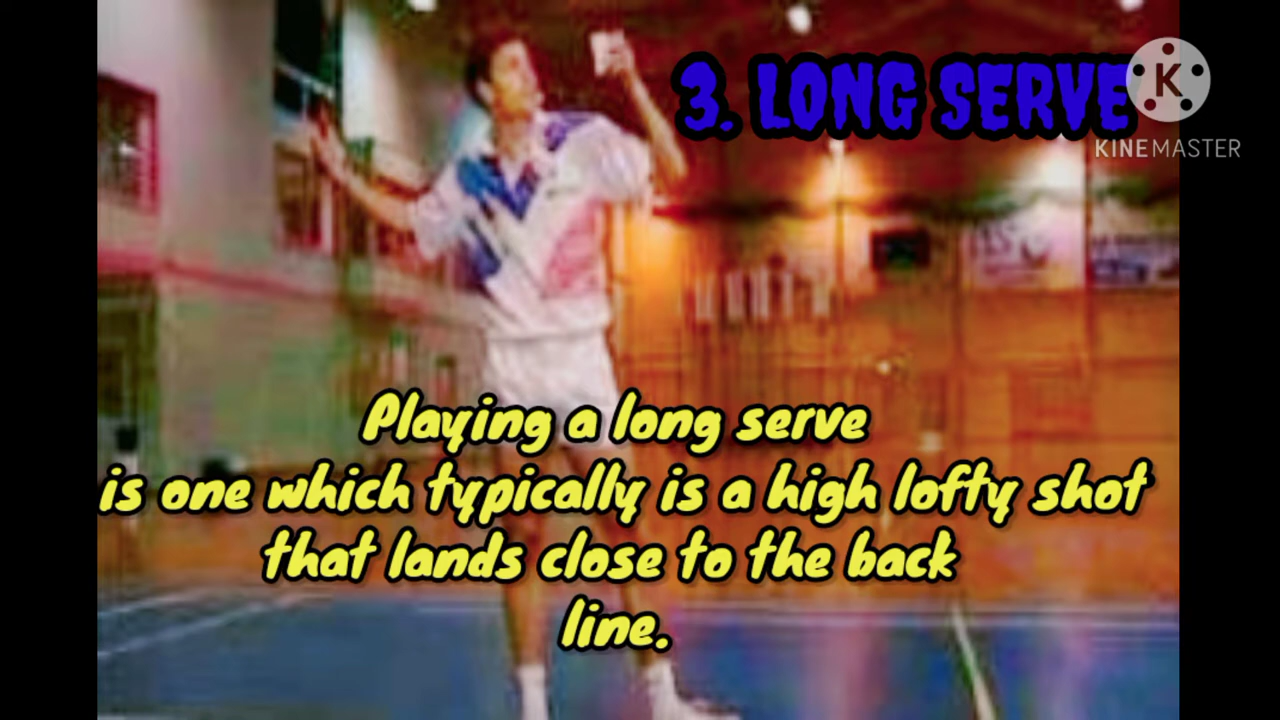 3. LONG SERVE
K
KINEMASTER
Playing a long serve
is one which typically is a high lofty shot
that lands close to the back
line.